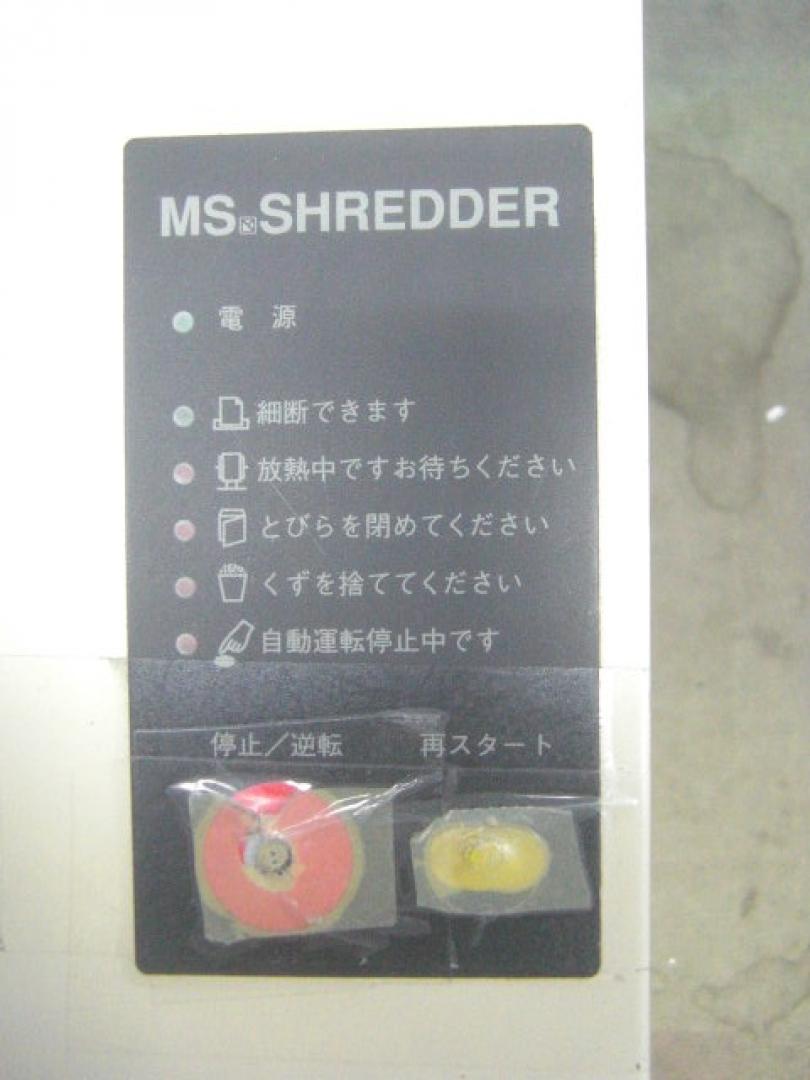 MS SHREDDER
電 源
細断できます
放熱中ですお待ちください
とびらを閉めてください
くずを捨ててください
自動運転停止中です
停止／逆転 再スタート